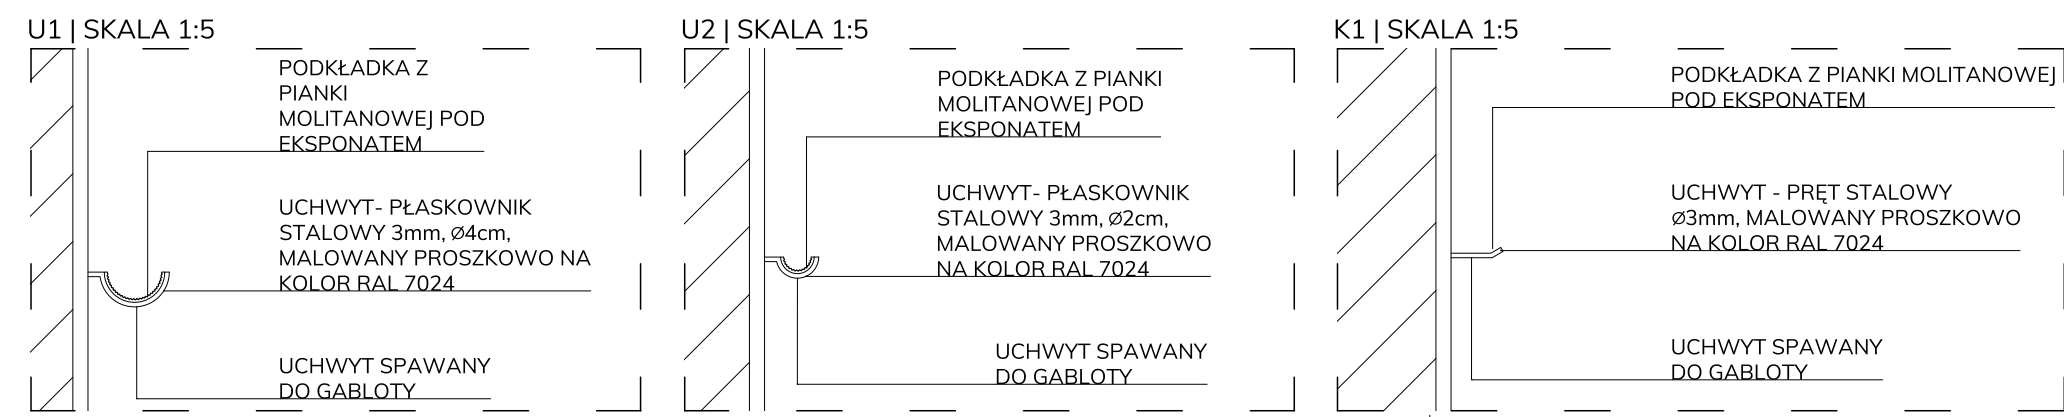 U1 | SKALA 1:5
PODKŁADKA Z
PIANKI
MOLITANOWEJ POD
EKSPONATEM
UCHWYT- PŁASKOWNIK
STALOWY 3mm, Ø4cm,
MALOWANY PROSZKOWO NA
KOLOR RAL 7024
UCHWYT SPAWANY
DO GABLOTY
U2 | SKALA 1:5
PODKŁADKA Z PIANKI
MOLITANOWEJ POD
EKSPONATEM
UCHWYT- PŁASKOWNIK
STALOWY 3mm, Ø2cm,
MALOWANY PROSZKOWO
NA KOLOR RAL 7024
UCHWYT SPAWANY
DO GABLOTY
K1 | SKALA 1:5
PODKŁADKA Z PIANKI MOLITANOWEJ
POD EKSPONATEM
UCHWYT - PRĘT STALOWY
Ø3mm, MALOWANY PROSZKOWO
NA KOLOR RAL 7024
UCHWYT SPAWANY
DO GABLOTY